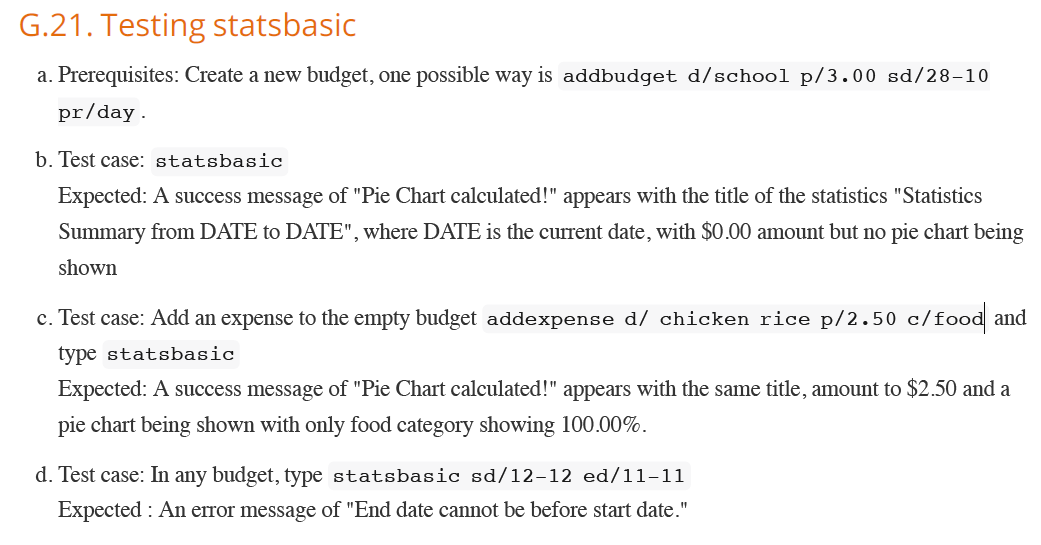 G.21. Testing statsbasic
a. Prerequisites: Create a new budget, one possible way is addbudget d/school p/3.00 sd/28-10
pr/day .
b. Test case: statsbasic
Expected: A success message of "Pie Chart calculated!" appears with the title of the statistics "Statistics
Summary from DATE to DATE", where DATE is the current date, with $0.00 amount but no pie chart being
shown
c. Test case: Add an expense to the empty budget addexpense d/ chicken rice p/2.50 c/food and
type statsbasic
Expected: A success message of "Pie Chart calculated!" appears with the same title, amount to $2.50 and a
pie chart being shown with only food category showing 100.00%.
d. Test case: In any budget, type statsbasic sd/12-12 ed/11-11
Expected : An error message of "End date cannot be before start date."